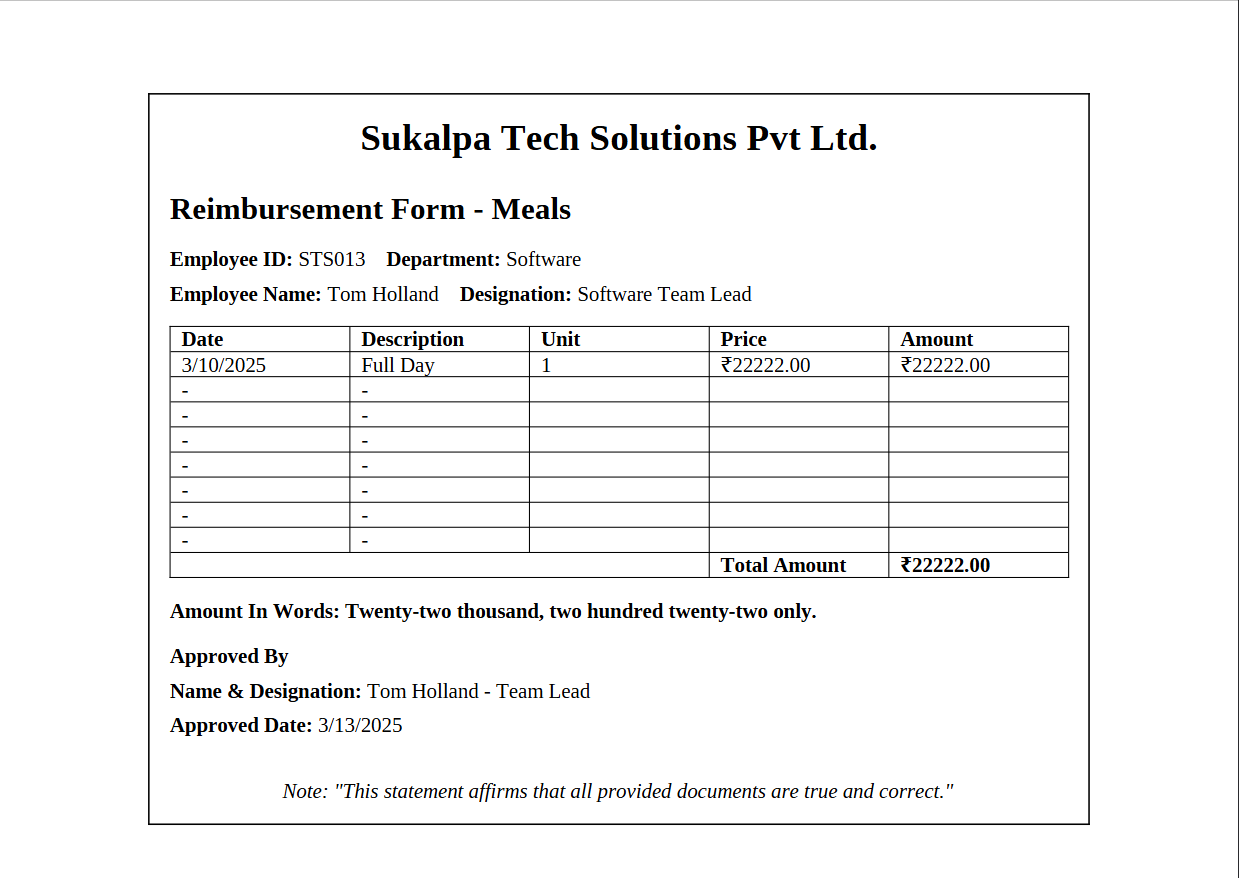 Sukalpa Tech Solutions Pvt Ltd.
Reimbursement Form - Meals
Employee ID: STS013 Department: Software
Employee Name: Tom Holland Designation: Software Team Lead
Date Description Unit Price Amount
3/10/2025 Full Day 1 ₹22222.00 ₹22222.00
- -
- -
- -
- -
- -
- -
- -
Total Amount ₹22222.00
Amount In Words: Twenty-two thousand, two hundred twenty-two only.
Approved By
Name & Designation: Tom Holland - Team Lead
Approved Date: 3/13/2025
Note: "This statement affirms that all provided documents are true and correct."